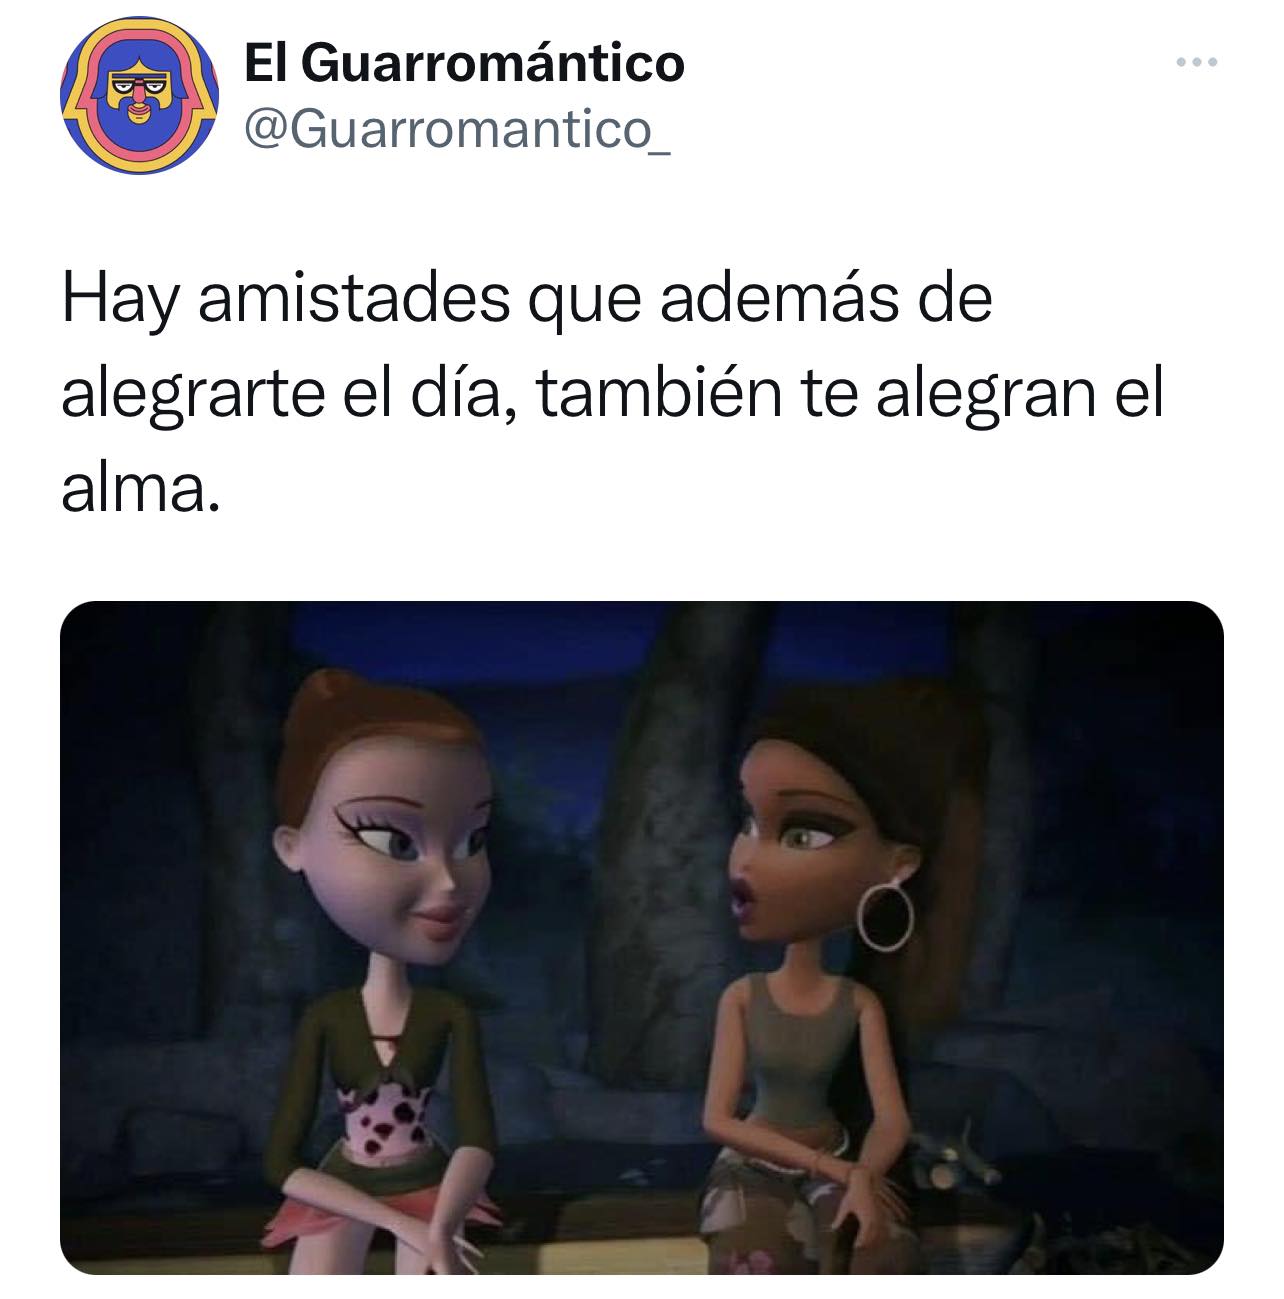 El Guarromántico
@Guarromantico_
Hay amistades que además de
alegrarte el día, también te alegran el
alma.